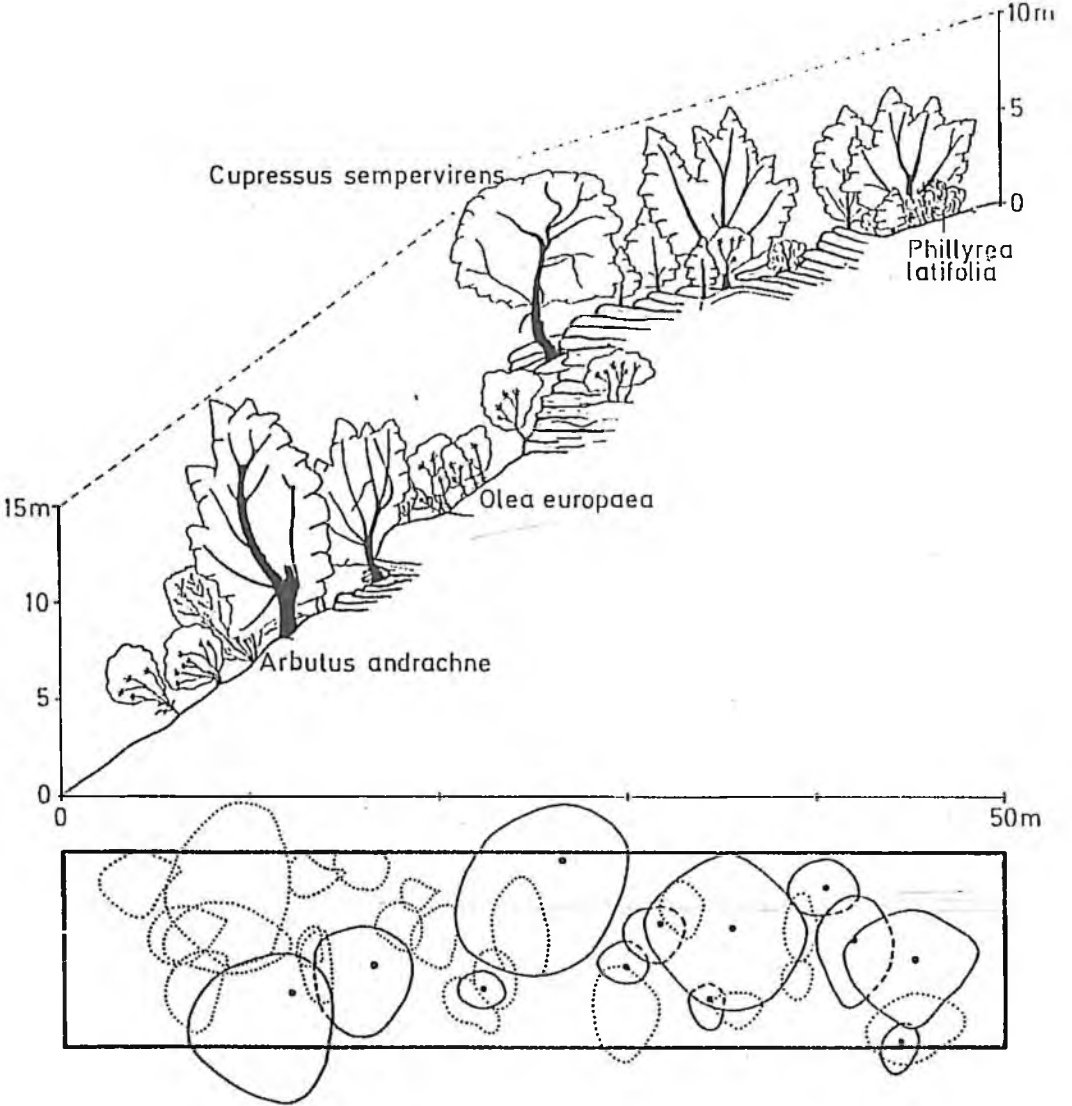 10m
5
Cupressus sempervirens
0
Phillyrea
latifolia
15m
Olea europaea
10
Arbutus andrachne
5
0
0
50m